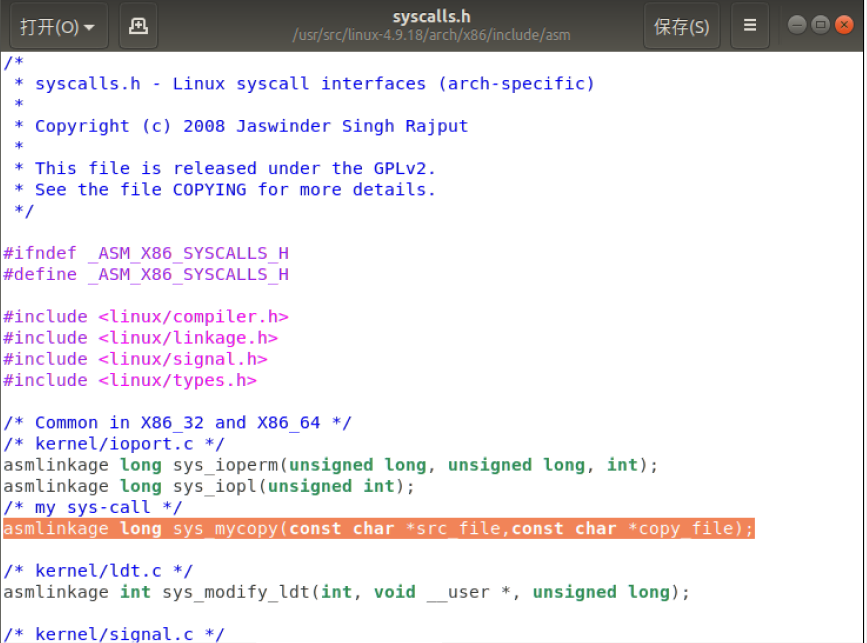 打开(O)
syscalls.h
/usr/src/linux-4.9.18/arch/x86/include/asm
保存(S)
/*
 * syscalls.h - Linux syscall interfaces (arch-specific)
 *
 * Copyright (c) 2008 Jaswinder Singh Rajput
 *
 * This file is released under the GPLv2.
 * See the file COPYING for more details.
 */
#ifndef _ASM_X86_SYSCALLS_H
#define _ASM_X86_SYSCALLS_H
#include <linux/compiler.h>
#include <linux/linkage.h>
#include <linux/signal.h>
#include <linux/types.h>
/* Common in X86_32 and X86_64 */
/* kernel/ioport.c */
asmlinkage long sys_ioperm(unsigned long, unsigned long, int);
asmlinkage long sys_iopl(unsigned int);
/* my sys-call */
asmlinkage long sys_mycopy(const char *src_file,const char *copy_file);
/* kernel/ldt.c */
asmlinkage int sys_modify_ldt(int, void __user *, unsigned long);
/* kernel/signal.c */